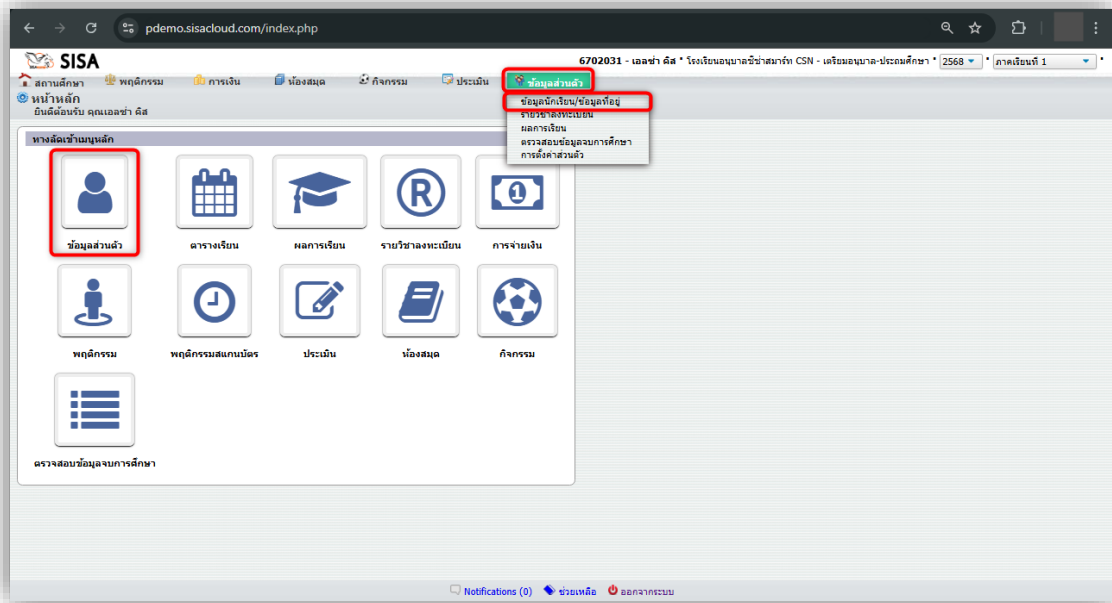 pdemo.sisacloud.com/index.php
SISA
6702031 - เอลซ่า ดิส * โรงเรียนอนุบาลชิช่าสมาร์ท CSN - เตรียมอนุบาล-ประถมศึกษา * 2568 * ภาคเรียนที่ 1 *
สถานศึกษา พฤติกรรม การเงิน ห้องสมุด กิจกรรม ประเมิน ข้อมูลส่วนตัว
หน้าหลัก
ยินดีต้อนรับ คุณเอลซ่า ดิส
ข้อมูลนักเรียน/ข้อมูลที่อยู่
รายวิชาลงทะเบียน
ผลการเรียน
ตรวจสอบข้อมูลจบการศึกษา
การตั้งค่าส่วนตัว
ทางลัดเข้าเมนูหลัก
R 1
ข้อมูลส่วนตัว ตารางเรียน ผลการเรียน รายวิชาลงทะเบียน การจ่ายเงิน
พฤติกรรม พฤติกรรมสแกนบัตร ประเมิน ห้องสมุด กิจกรรม
ตรวจสอบข้อมูลจบการศึกษา
Notifications (0) ช่วยเหลือ ออกจากระบบ